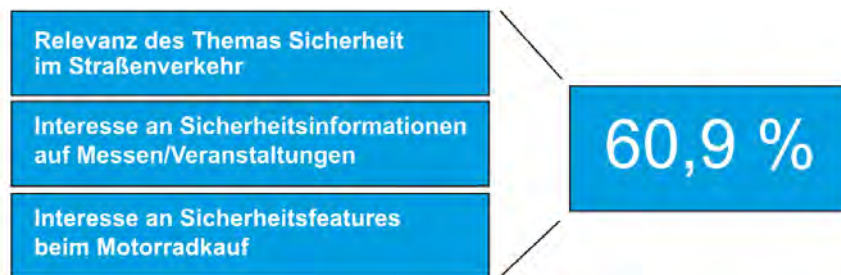 Relevanz des Themas Sicherheit
im Straßenverkehr
Interesse an Sicherheitsinformationen
auf Messen/Veranstaltungen
Interesse an Sicherheitsfeatures
beim Motorradkauf
60,9 %